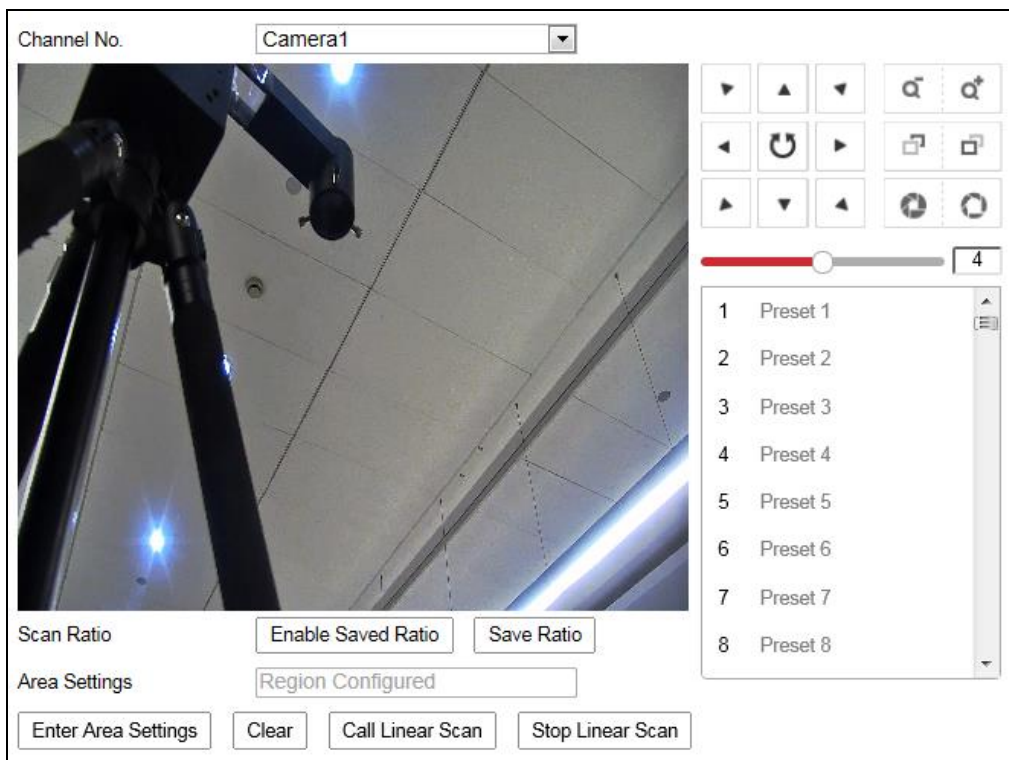 Channel No. Camera1
4
1 Preset 1
2 Preset 2
3 Preset 3
4 Preset 4
5 Preset 5
6 Preset 6
7 Preset 7
8 Preset 8
Scan Ratio Enable Saved Ratio Save Ratio
Area Settings Region Configured
Enter Area Settings Clear Call Linear Scan Stop Linear Scan